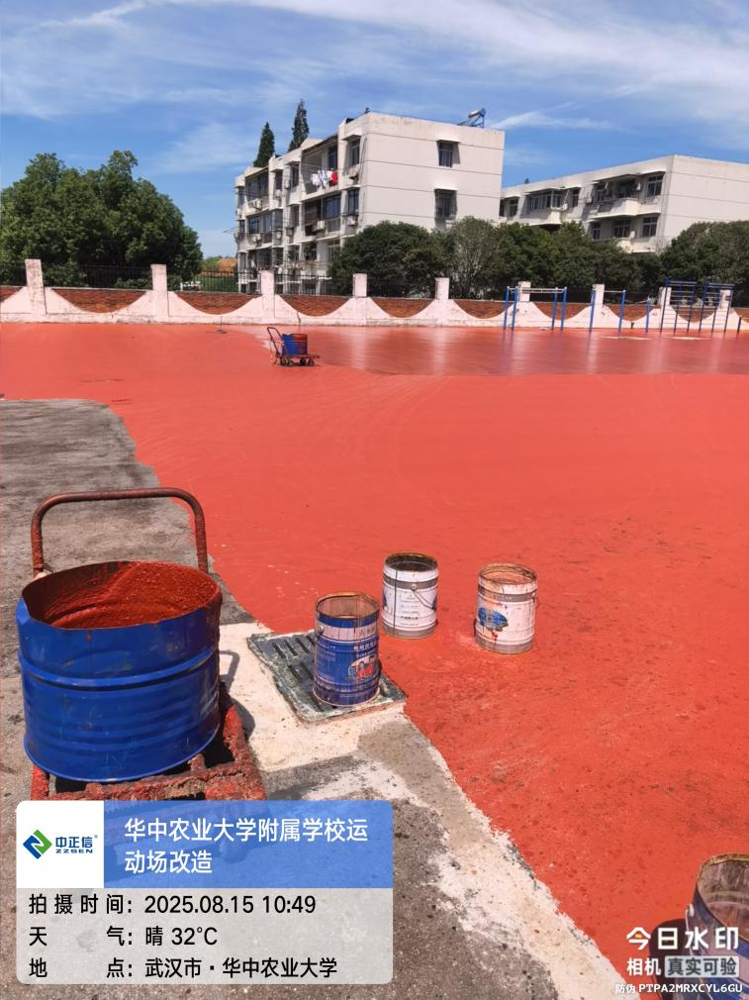 中正信®
ZZSEN
华中农业大学附属学校运
动场改造
拍摄时间：2025.08.15 10:49
天气：晴 32℃
地点：武汉市·华中农业大学
今日水印
相机 真实可验
防伪 PTPA2MRXCYL6GU